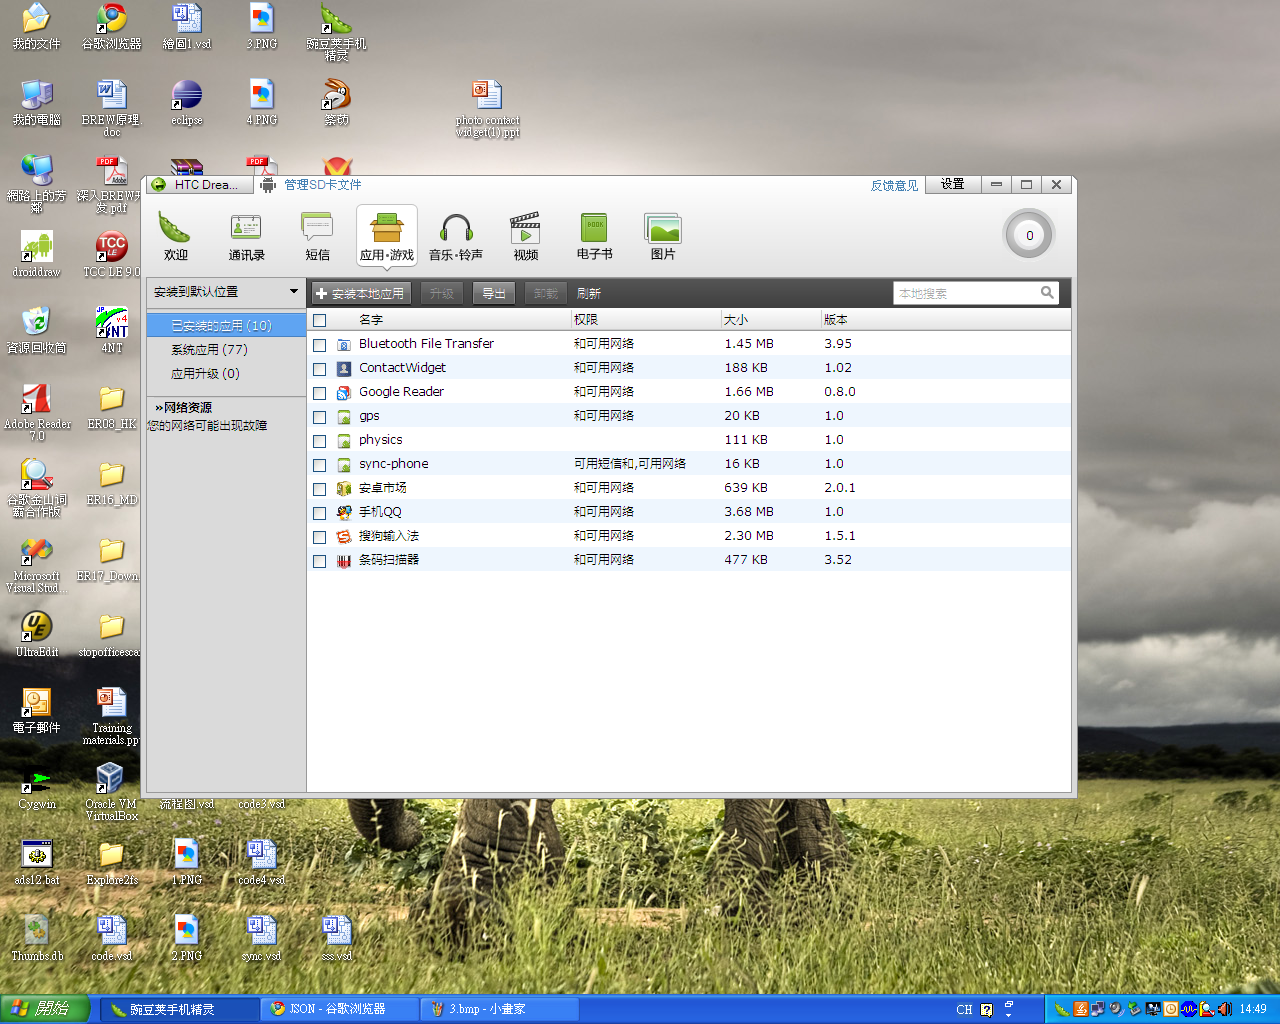 我的文件
谷歌浏览器
繪圖1.vsd
3.PNG
豌豆荚手机
精灵
我的電腦
BREW原理.
doc
eclipse
4.PNG
photo contact
widget(1).ppt
網路上的芳
鄰
深入BREW开
发.pdf
HTC Drea...
管理SD卡文件
反馈意见
设置
欢迎
通讯录
短信
应用·游戏
音乐·铃声
视频
电子书
BOOK
图片
0
droiddraw
TCC LE 9.0
安装到默认位置
安装本地应用
升级
导出
卸载
刷新
本地搜索
已安装的应用 (10)
系统应用 (77)
应用升级 (0)
»网络资源
您的网络可能出现故障
名字
权限
大小
版本
Bluetooth File Transfer
和可用网络
1.45 MB
3.95
ContactWidget
和可用网络
188 KB
1.02
Google Reader
和可用网络
1.66 MB
0.8.0
gps
和可用网络
20 KB
1.0
physics
111 KB
1.0
sync-phone
可用短信和,可用网络
16 KB
1.0
安卓市场
和可用网络
639 KB
2.0.1
手机QQ
和可用网络
3.68 MB
1.0
搜狗输入法
和可用网络
2.30 MB
1.5.1
条码扫描器
和可用网络
477 KB
3.52
資源回收筒
4NT
Adobe Reader
7.0
ER08_HK
谷歌金山词
霸合作版
ER16_MD
Microsoft
Visual Stud...
ER17_Down.
UltraEdit
stopofficesca
電子郵件
Training
materials.pp
Cygwin
Oracle VM
VirtualBox
流程图.vsd
code3.vsd
ads12.bat
Explore2fs
1.PNG
code4.vsd
Thumbs.db
code.vsd
2.PNG
sync.vsd
sss.vsd
開始
豌豆荚手机精灵
JSON - 谷歌浏览器
3.bmp - 小畫家
CH
14:49